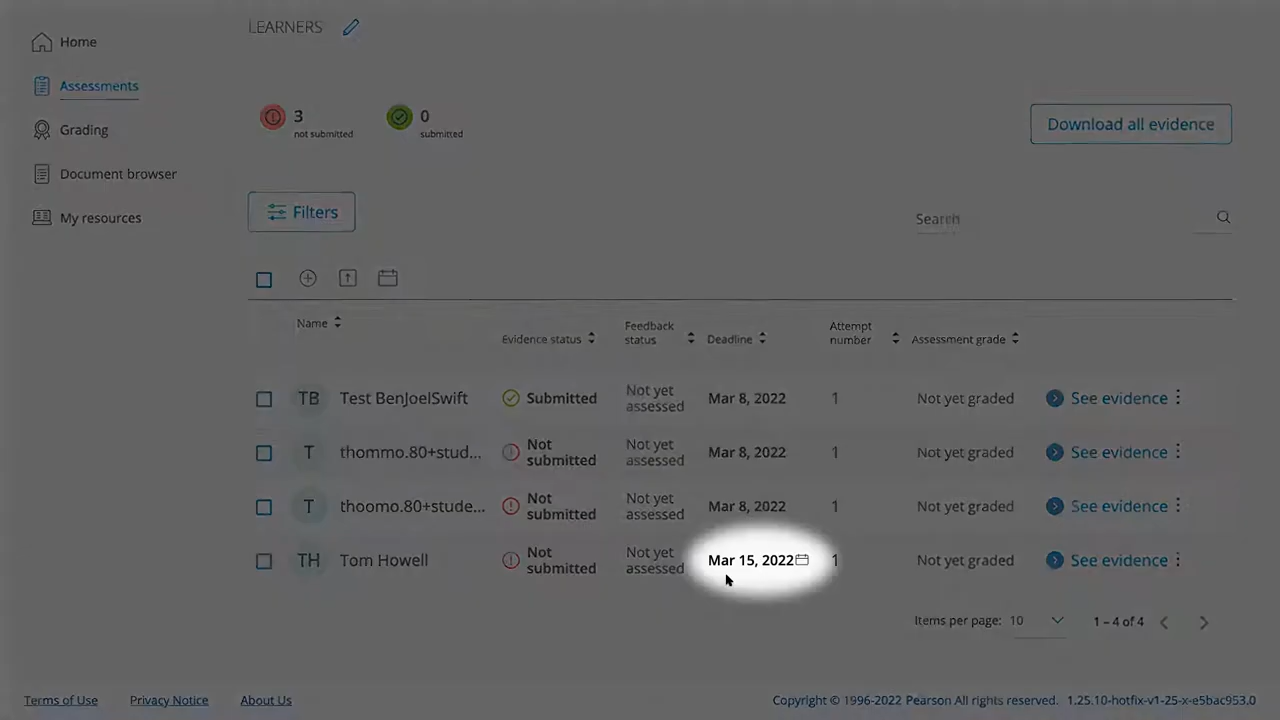 LEARNERS
Home
Assessments
Grading
Document browser
My resources
3
not submitted
0
submitted
Download all evidence
Filters
Search
Name
Evidence status
Feedback
status
Deadline
Attempt
number
Assessment grade
TB Test BenJoelSwift Submitted Not yet assessed Mar 8, 2022 1 Not yet graded See evidence
T thommo.80+stud... Not submitted Not yet assessed Mar 8, 2022 1 Not yet graded See evidence
T thoomo.80+stude... Not submitted Not yet assessed Mar 8, 2022 1 Not yet graded See evidence
TH Tom Howell Not submitted Not yet assessed Mar 15, 2022 1 Not yet graded See evidence
Items per page: 10 1 – 4 of 4
Terms of Use Privacy Notice About Us Copyright © 1996-2022 Pearson All rights reserved. 1.25.10-hotfix-v1-25-x-e5bac953.0